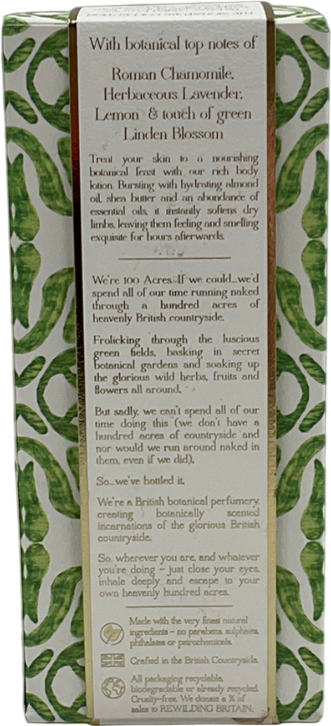 With botanical top notes of
Roman Chamomile,
Herbaceous Lavender,
Lemon & touch of green
Linden Blossom
Treat your skin to a nourishing
botanical feast with our rich body
lotion. Bursting with hydrating almond
oil, shea butter and an abundance of
essential oils, it instantly softens dry
limbs, leaving them feeling and smelling
exquisite for hours afterwards.
We're 100 Acres...If we could...we'd
spend all of our time running naked
through a hundred acres of
heavenly British countryside.
Frolicking through the luscious
green fields, basking in secret
botanical gardens and soaking up
the glorious wild herbs, fruits and
flowers all around.
But sadly, we can't spend all of our
time doing this (we don't have a
hundred acres of countryside and
nor would we run around naked in
them, even if we did).
So...we've bottled it.
We're a British botanical perfumery,
creating botanically scented
incarnations of the glorious British
countryside.
So, wherever you are, and whatever
you're doing - just close your eyes,
inhale deeply and escape to your
own heavenly hundred acres.
Made with the very finest natural
ingredients - no parabens, sulphates,
phthalates or petrochemicals.
Crafted in the British Countryside.
All packaging recyclable,
biodegradable or already recycled.
Cruelty-free. We donate a % of
sales to REWILDING BRITAIN.